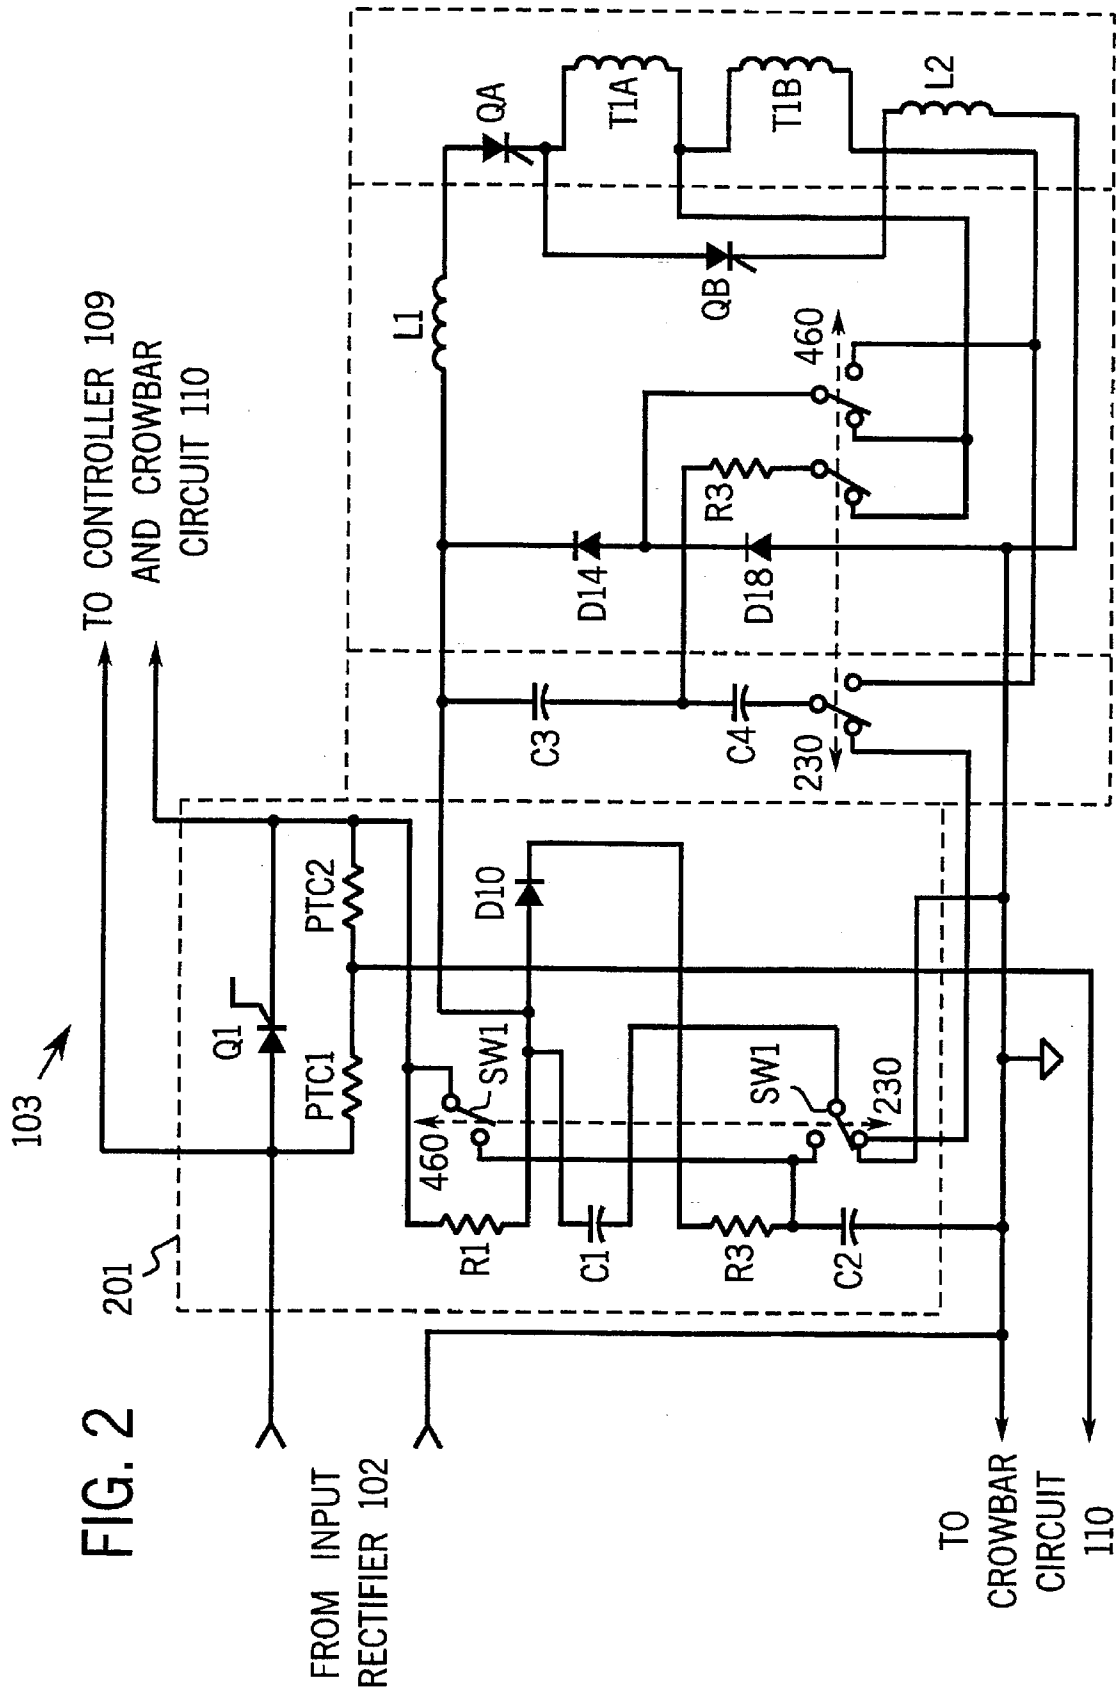 FIG. 2
103
201
FROM INPUT
RECTIFIER 102
TO CONTROLLER 109
AND CROWBAR
CIRCUIT 110
Q1
PTC1
PTC2
460
SW1
R1
D10
C1
SW1
230
R3
C2
TO
CROWBAR
CIRCUIT
110
C3
C4
230
L1
D14
D18
R3
460
QA
QB
T1A
T1B
L2